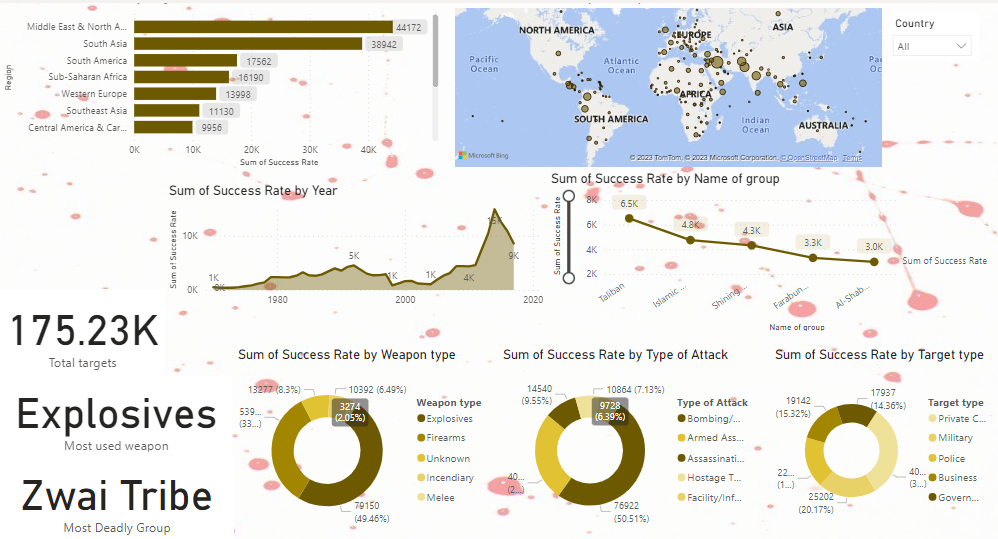 Region
Middle East & North A...
44172
South Asia
38942
South America
17562
Sub-Saharan Africa
16190
Western Europe
13998
Southeast Asia
11130
Central America & Car...
9956
0K 10K 20K 30K 40K
Sum of Success Rate
NORTH AMERICA
EUROPE
ASIA
Pacific
Ocean
Atlantic
Ocean
AFRICA
SOUTH AMERICA
Indian
Ocean
AUSTRALIA
Pac
Oc
Microsoft Bing
© 2023 TomTom, © 2023 Microsoft Corporation, © OpenStreetMap Terms
Country
All
Sum of Success Rate by Year
Sum of Success Rate
10K
0K
1K
0K
5K
1K
1K
4K
9K
1980 2000 2020
Sum of Success Rate by Name of group
Sum of Success Rate
8K
6K
4K
2K
6.5K
4.8K
4.3K
3.3K
3.0K
Sum of Success Rate
Taliban
Islamic ...
Shining ...
Farabun...
Al-Shab...
Name of group
175.23K
Total targets
Explosives
Most used weapon
Zwai Tribe
Most Deadly Group
Sum of Success Rate by Weapon type
13277 (8.3%)
10392 (6.49%)
3274
(2.05%)
539...
(33...)
79150
(49.46%)
Weapon type
Explosives
Firearms
Unknown
Incendiary
Melee
Sum of Success Rate by Type of Attack
14540
(9.55%)
10864 (7.13%)
9728
(6.39%)
40...
(2...)
76922
(50.51%)
Type of Attack
Bombing/...
Armed Ass...
Assassinati...
Hostage T...
Facility/Inf...
Sum of Success Rate by Target type
19142
(15.32%)
17937
(14.36%)
22...
(1...)
40...
(3...)
25202
(20.17%)
Target type
Private C...
Military
Police
Business
Govern...